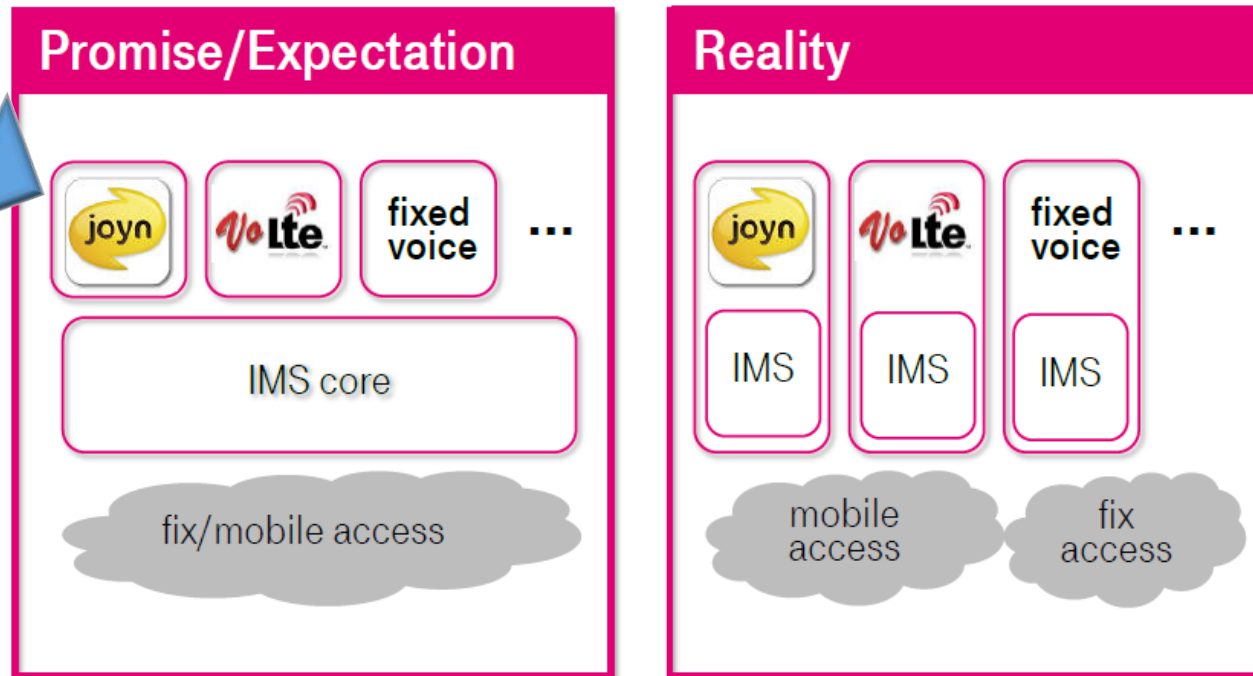 Promise/Expectation
joyn
VoLte
fixed
voice
...
IMS core
fix/mobile access
Reality
joyn
VoLte
fixed
voice
...
IMS
IMS
IMS
mobile
access
fix
access